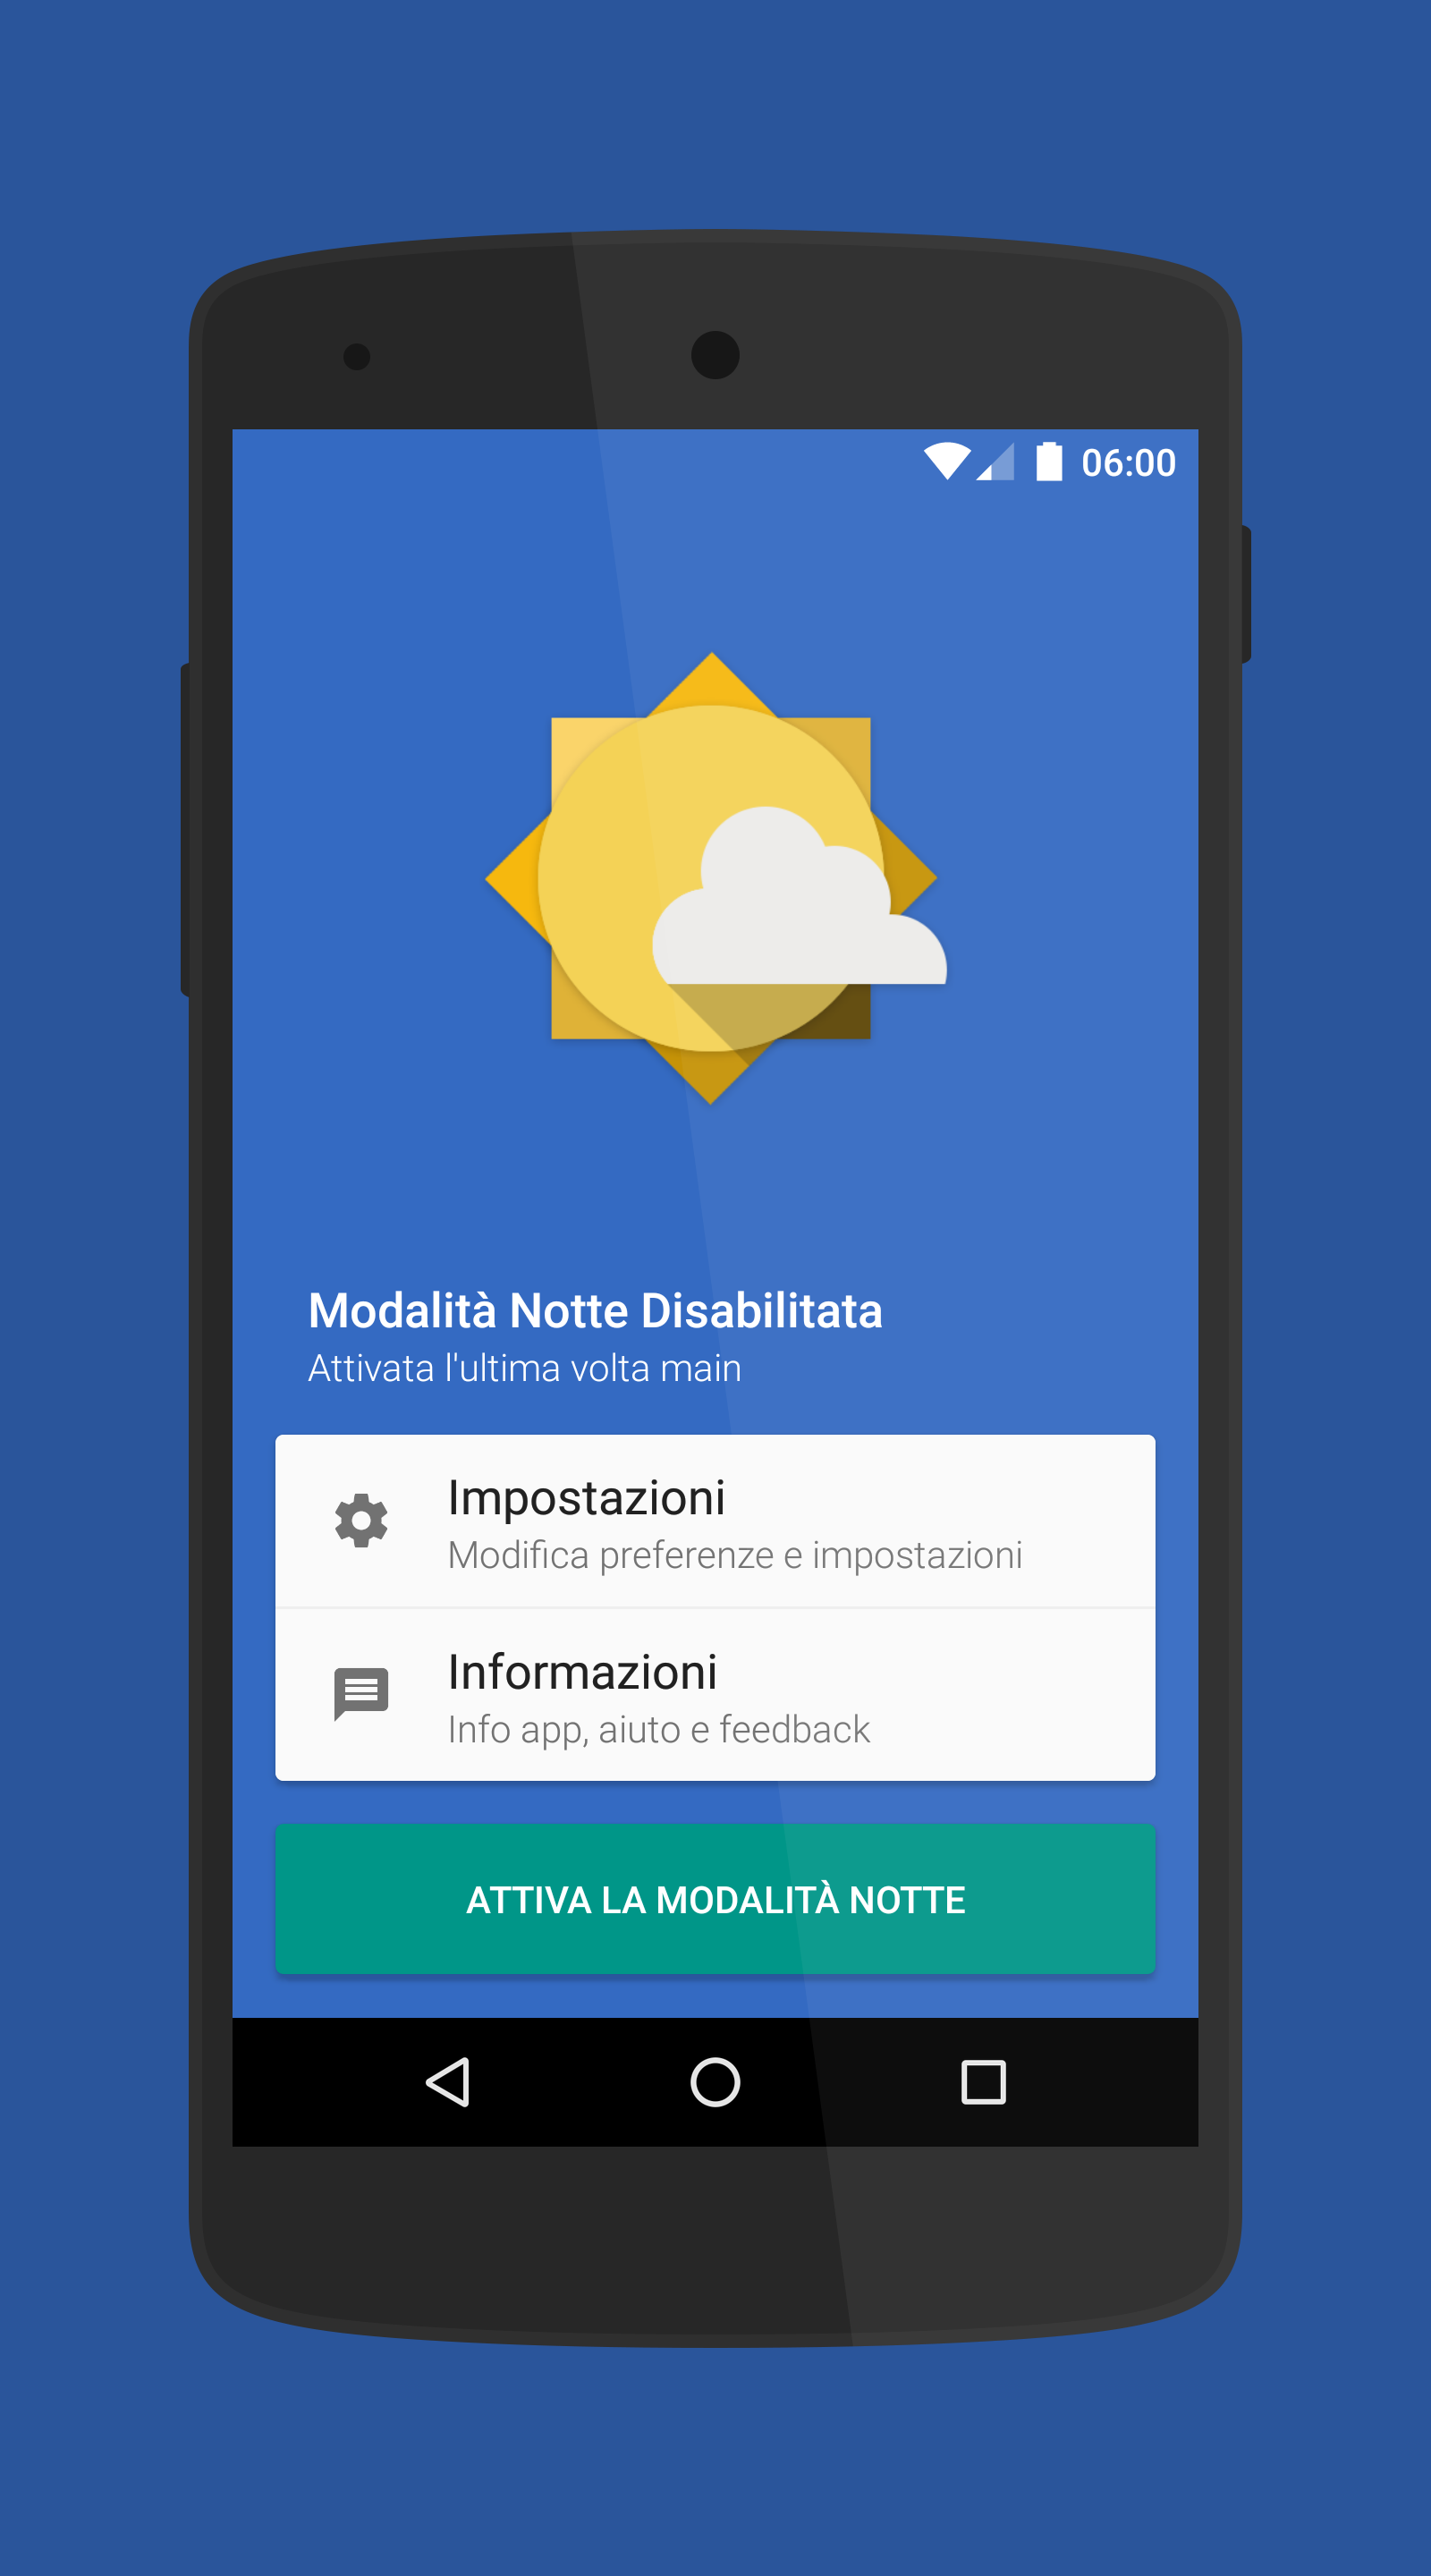 06:00
Modalità Notte Disabilitata
Attivata l'ultima volta main
Impostazioni
Modifica preferenze e impostazioni
Informazioni
Info app, aiuto e feedback
ATTIVA LA MODALITÀ NOTTE